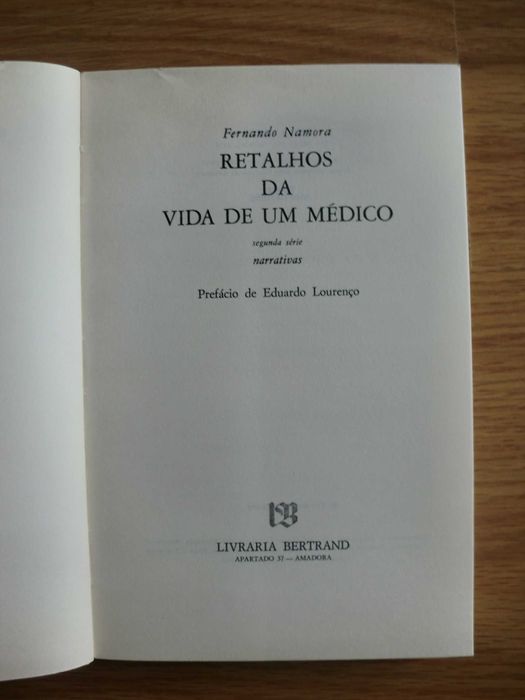 Fernando Namora
RETALHOS
DA
VIDA DE UM MÉDICO
segunda série
narrativas
Prefácio de Eduardo Lourenço
LB
LIVRARIA BERTRAND
APARTADO 37 — AMADORA